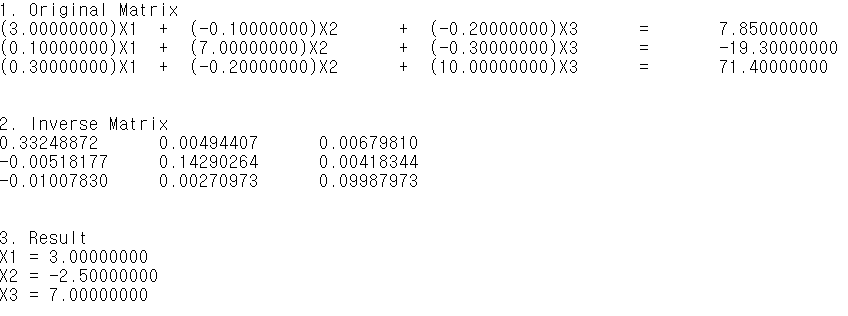 1. Original Matrix
(3.00000000)X1 + (-0.10000000)X2 + (-0.20000000)X3 = 7.85000000
(0.10000000)X1 + (7.00000000)X2 + (-0.30000000)X3 = -19.30000000
(0.30000000)X1 + (-0.20000000)X2 + (10.00000000)X3 = 71.40000000
2. Inverse Matrix
0.33248872 0.00494407 0.00679810
-0.00518177 0.14290264 0.00418344
-0.01007830 0.00270973 0.09987973
3. Result
X1 = 3.00000000
X2 = -2.50000000
X3 = 7.00000000